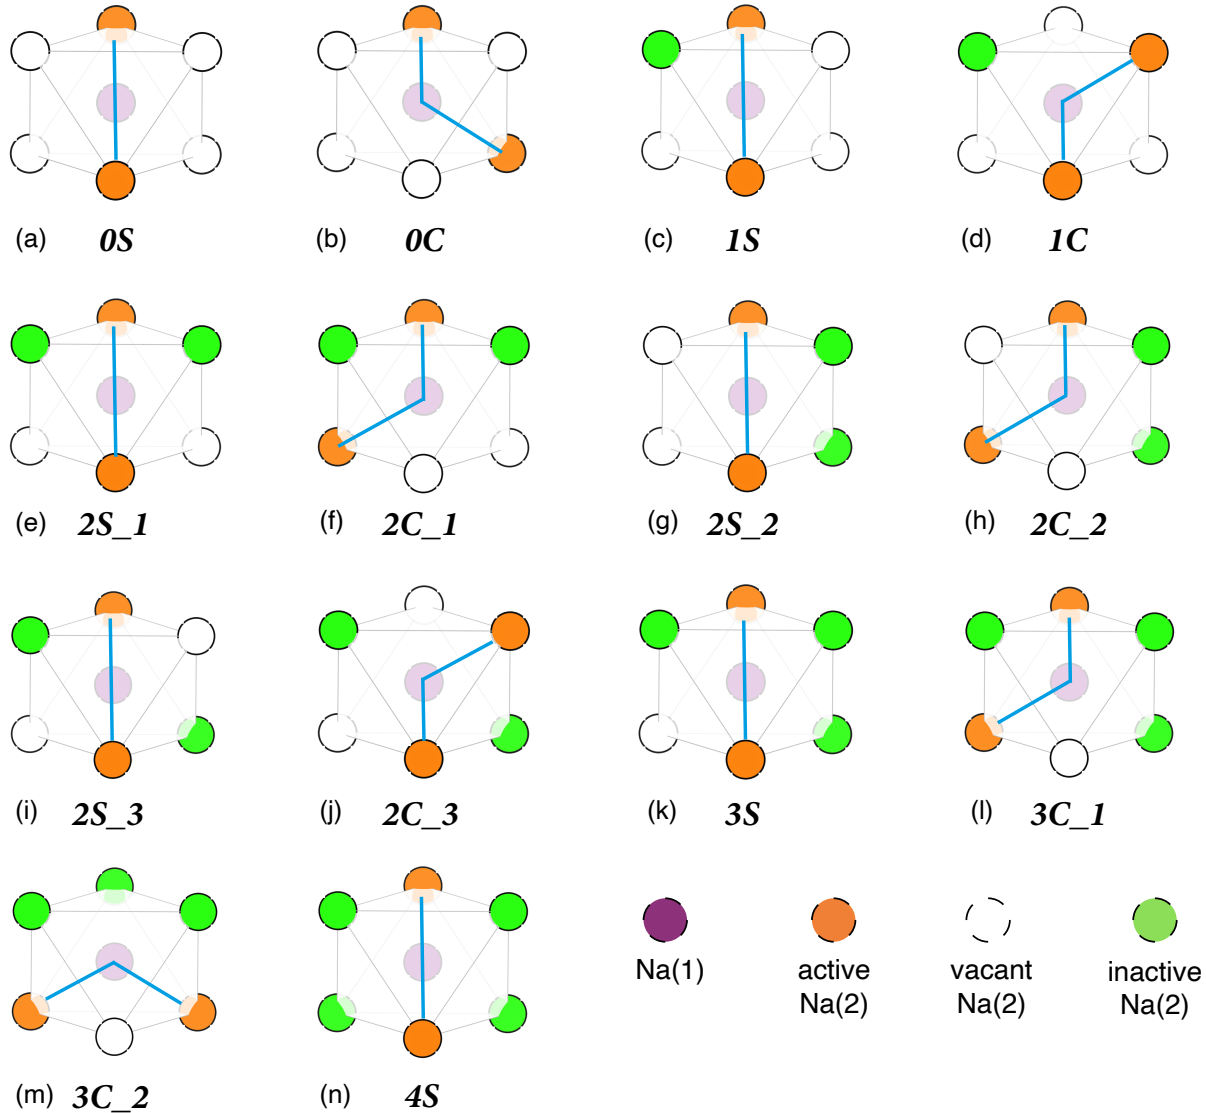 (a) 0S
(b) 0C
(c) 1S
(d) 1C
(e) 2S_1
(f) 2C_1
(g) 2S_2
(h) 2C_2
(i) 2S_3
(j) 2C_3
(k) 3S
(l) 3C_1
(m) 3C_2
(n) 4S
Na(1)
active
Na(2)
vacant
Na(2)
inactive
Na(2)